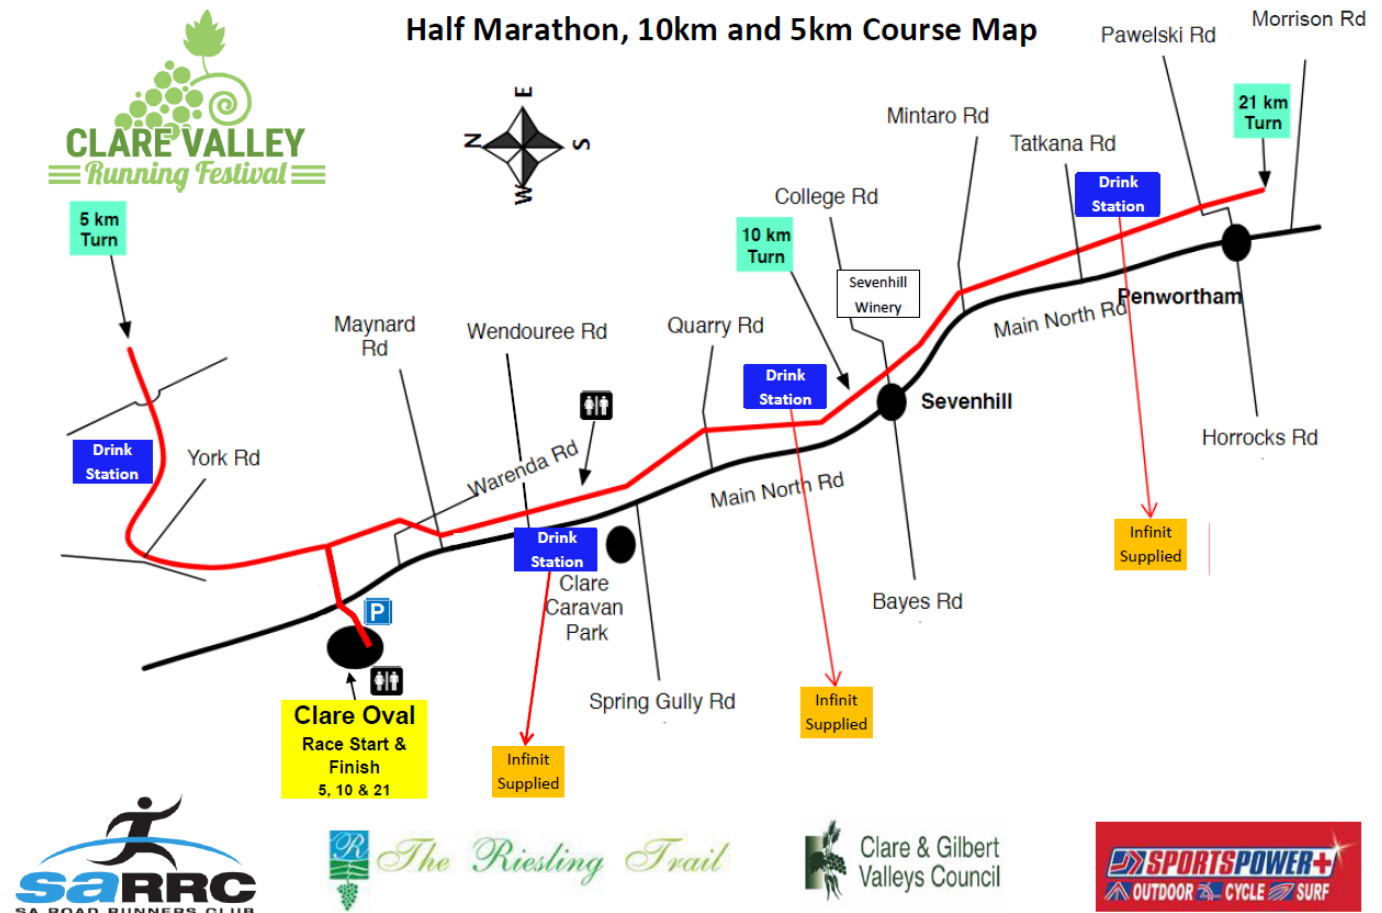 Half Marathon, 10km and 5km Course Map
Morrison Rd
Pawelski Rd
CLARE VALLEY
Running Festival
E
N
S
W
21 km
Turn
Mintaro Rd
Tatkana Rd
Drink
Station
College Rd
5 km
Turn
10 km
Turn
Sevenhill
Winery
Penwortham
Main North Rd
Maynard
Rd
Wendouree Rd
Quarry Rd
Drink
Station
Sevenhill
Horrocks Rd
Drink
Station
York Rd
Warenda Rd
Main North Rd
Drink
Station
Infinit
Supplied
Clare
Caravan
Park
Bayes Rd
P
Spring Gully Rd
Infinit
Supplied
Clare Oval
Race Start &
Finish
5, 10 & 21
Infinit
Supplied
saRRC
SA ROAD RUNNERS CLUB
R
The Riesling Trail
Clare & Gilbert
Valleys Council
SPORTSPOWER+
OUTDOOR CYCLE SURF